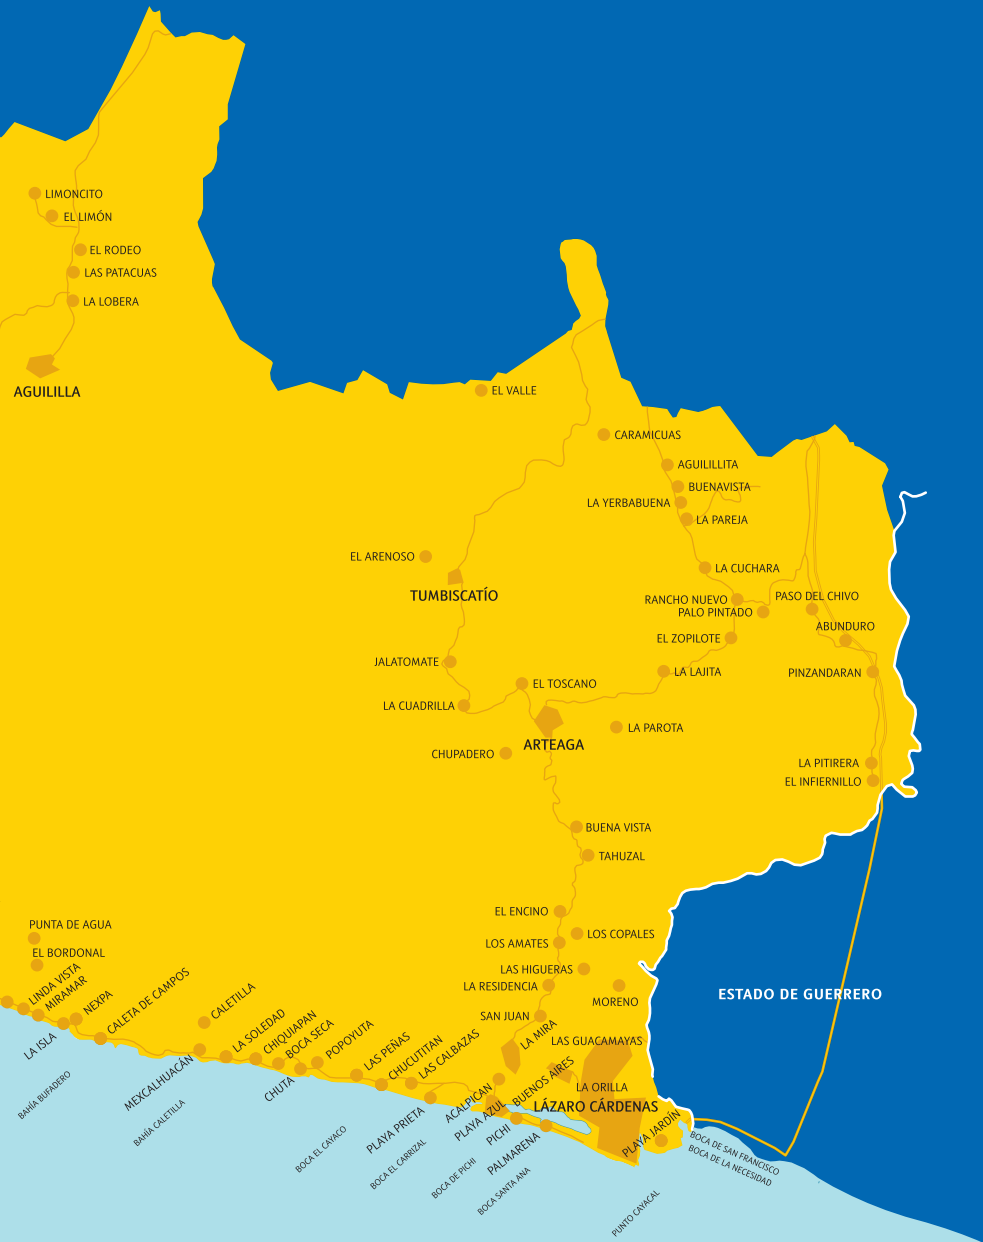 LIMONCITO
EL LIMÓN
EL RODEO
LAS PATACUAS
LA LOBERA
AGUILILLA
EL VALLE
CARAMICUAS
AGUILILLITA
BUENAVISTA
LA YERBABUENA
LA PAREJA
EL ARENOSO
LA CUCHARA
TUMBISCATÍO
RANCHO NUEVO
PASO DEL CHIVO
PALO PINTADO
ABUNDURO
EL ZOPILOTE
JALATOMATE
LA LAJITA
PINZANDARAN
EL TOSCANO
LA CUADRILLA
LA PAROTA
ARTEAGA
CHUPADERO
LA PITIRERA
EL INFIERNILLO
BUENA VISTA
TAHUZAL
EL ENCINO
PUNTA DE AGUA
LOS COPALES
LOS AMATES
EL BORDONAL
LAS HIGUERAS
LA RESIDENCIA
ESTADO DE GUERRERO
MORENO
LINDA VISTA
MIRAMAR
NEXPA
CALETA DE CAMPOS
CALETILLA
SAN JUAN
LA ISLA
LA SOLEDAD
CHIQUIAPAN
BOCA SECA
POPOYUTA
LAS PEÑAS
CHUCUTITAN
LAS CALBAZAS
LA MIRA
LAS GUACAMAYAS
MEXCALHUACÁN
CHUTA
ACALPICAN
BUENOS AIRES
LA ORILLA
LÁZARO CÁRDENAS
BAHÍA BUFADERO
BAHÍA CALETILLA
PLAYA PRIETA
PLAYA AZUL
PICHI
PALMARENA
PLAYA JARDÍN
BOCA DE SAN FRANCISCO
BOCA DE LA NECESIDAD
BOCA EL CAYACO
BOCA EL CARRIZAL
BOCA DE PICHI
BOCA SANTA ANA
PUNTO CAYACAL